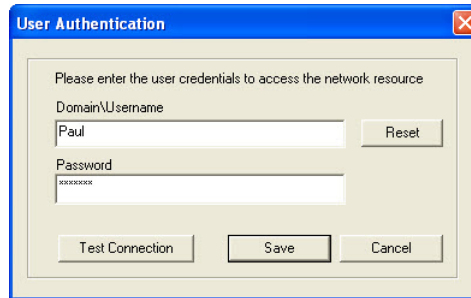 User Authentication
Please enter the user credentials to access the network resource
Domain\Username
Paul
Reset
Password
xxxxxxx
Test Connection
Save
Cancel